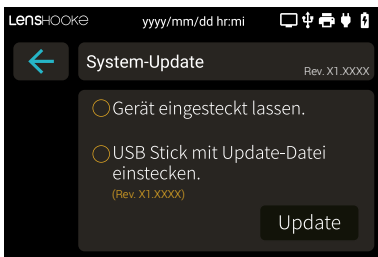 LENSHOOKE yyyy/mm/dd hr:mi
System-Update
Rev. X1.XXXX
Gerät eingesteckt lassen.
USB Stick mit Update-Datei
einstecken.
(Rev. X1.XXXX)
Update